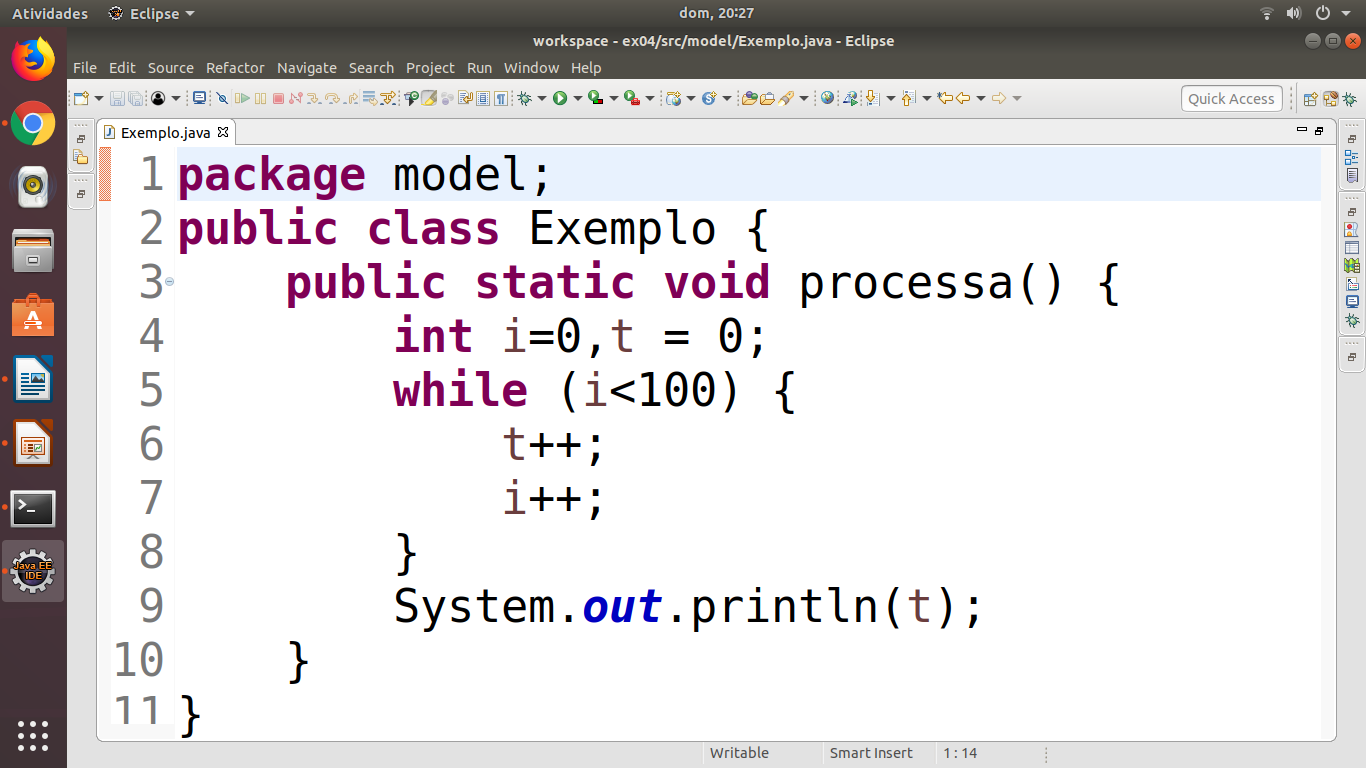 Atividades Eclipse dom, 20:27
workspace - ex04/src/model/Exemplo.java - Eclipse
File Edit Source Refactor Navigate Search Project Run Window Help
Quick Access
Exemplo.java
1 package model;
2 public class Exemplo {
3 public static void processa() {
4 int i=0,t = 0;
5 while (i<100) {
6 t++;
7 i++;
8 }
9 System.out.println(t);
10 }
11 }
Java EE
IDE
Writable Smart Insert 1 : 14